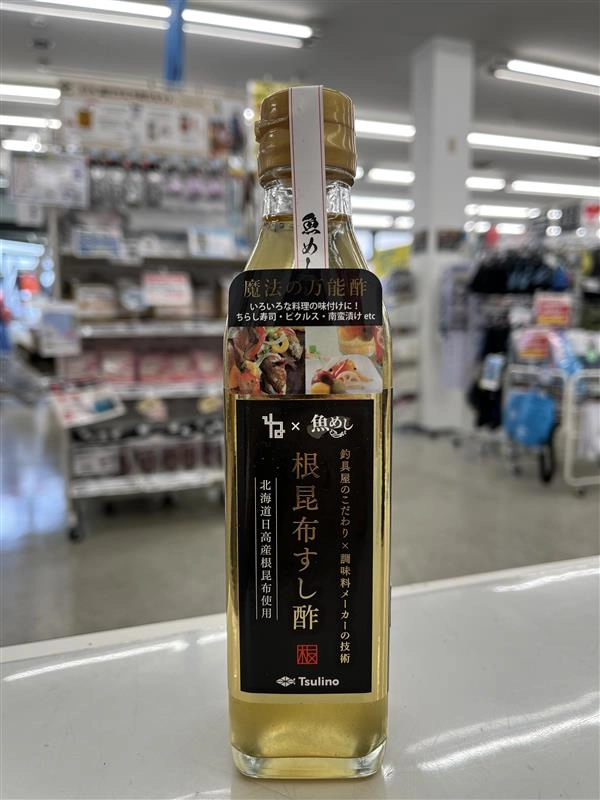 魚めし
魔法の万能酢
いろいろな料理の味付けに！
ちらし寿司・ピクルス・南蛮漬け etc
ね × 魚めし
釣具屋のこだわり×調味料メーカーの技術
根昆布すし酢
北海道日高産根昆布使用
根
Tsulino